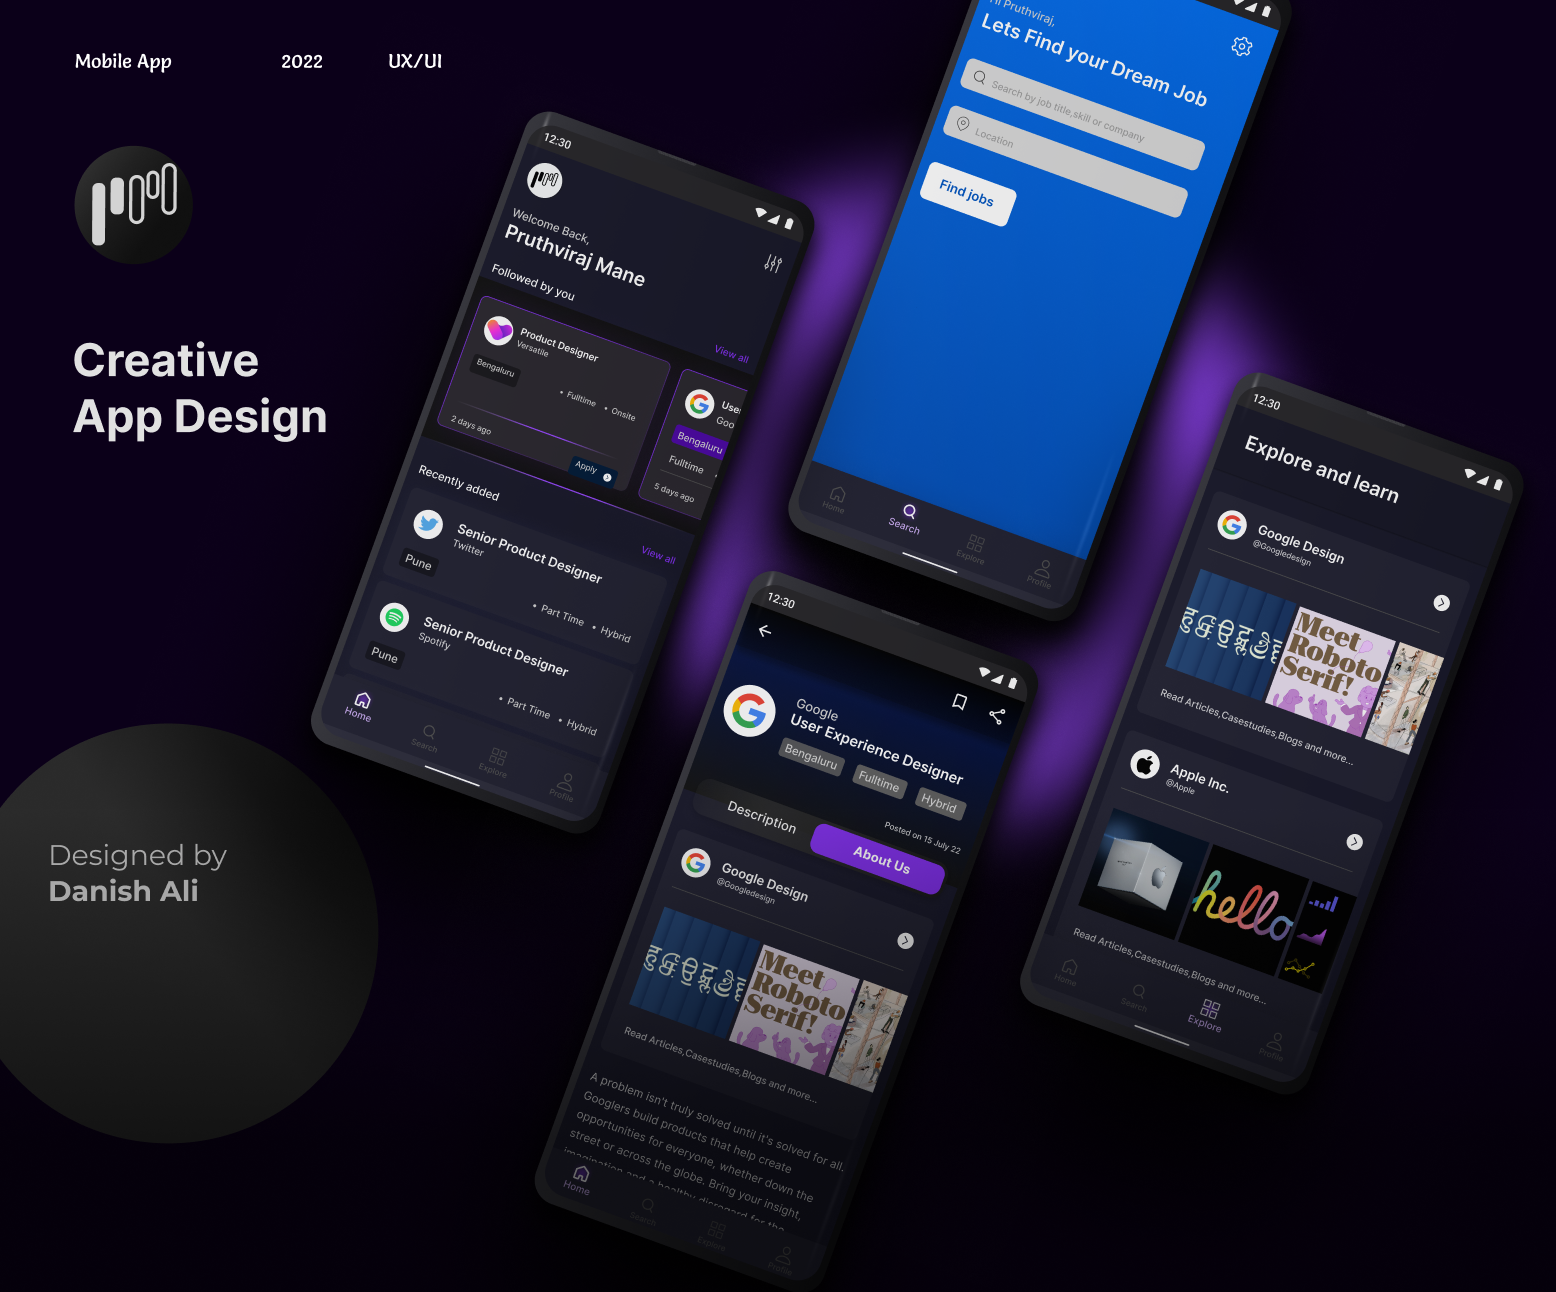 Mobile App
2022
UX/UI
Creative
App Design
Designed by
Danish Ali
12:30
Welcome Back,
Pruthviraj Mane
Followed by you
View all
Product Designer
Versatile
Bengaluru
• Fulltime • Onsite
2 days ago
Apply
Use
Goo
Bengaluru
Fulltime
5 days ago
Recently added
View all
Senior Product Designer
Twitter
Pune
• Part Time • Hybrid
Senior Product Designer
Spotify
Pune
• Part Time • Hybrid
Home
Search
Explore
Profile
Hi Pruthviraj,
Lets Find your Dream Job
Search by job title,skill or company
Location
Find jobs
Home
Search
Explore
Profile
12:30
Google
User Experience Designer
Bengaluru
Fulltime
Hybrid
Posted on 15 July 22
Description
About Us
Google Design
@Googledesign
Meet
Roboto
Serif!
Read Articles,Casestudies,Blogs and more...
A problem isn't truly solved until it's solved for all.
Googlers build products that help create
opportunities for everyone, whether down the
street or across the globe. Bring your insight,
imagination and a healthy disregard for the
Home
Search
Explore
Profile
12:30
Explore and learn
Google Design
@Googledesign
Meet
Roboto
Serif!
Read Articles,Casestudies,Blogs and more...
Apple Inc.
@Apple
hello
Read Articles,Casestudies,Blogs and more...
Home
Search
Explore
Profile